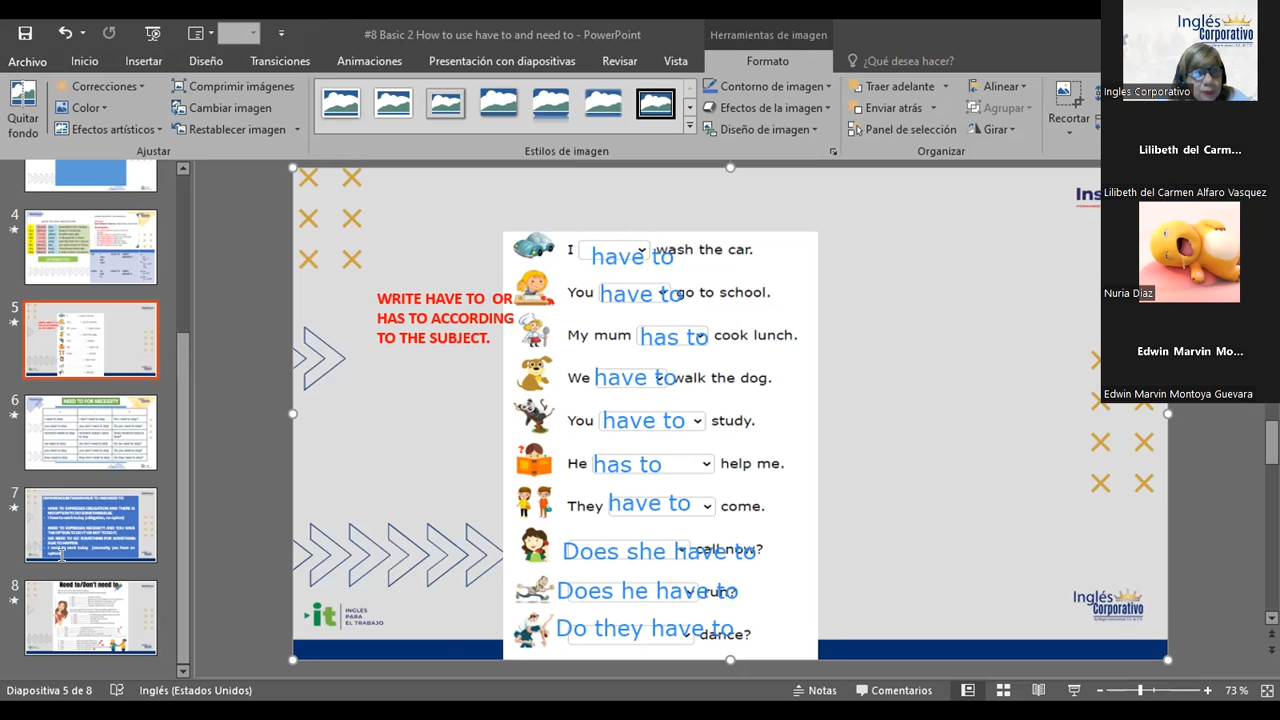 #8 Basic 2 How to use have to and need to - PowerPoint
Herramientas de imagen
Archivo
Inicio
Insertar
Diseño
Transiciones
Animaciones
Presentación con diapositivas
Revisar
Vista
Formato
¿Qué desea hacer?
Quitar fondo
Correcciones
Color
Efectos artísticos
Comprimir imágenes
Cambiar imagen
Restablecer imagen
Ajustar
Estilos de imagen
Contorno de imagen
Efectos de la imagen
Diseño de imagen
Traer adelante
Enviar atrás
Panel de selección
Alinear
Agrupar
Girar
Organizar
Recortar
Inglés
Corporativo
Ingles Corporativo
Lilibeth del Carm...
Lilibeth del Carmen Alfaro Vasquez
Nuria Diaz
Edwin Marvin Mo...
Edwin Marvin Montoya Guevara
4
5
6
NEED TO FOR NECESSITY
7
8
Need to/Don't need to
WRITE HAVE TO OR
HAS TO ACCORDING
TO THE SUBJECT.
I have to wash the car.
You have to go to school.
My mum has to cook lunch.
We have to walk the dog.
You have to study.
He has to help me.
They have to come.
Does she have to call now?
Does he have to run?
Do they have to dance?
it
INGLÉS
PARA
EL TRABAJO
Inglés
Corporativo
Diapositiva 5 de 8
Inglés (Estados Unidos)
Notas
Comentarios
73 %